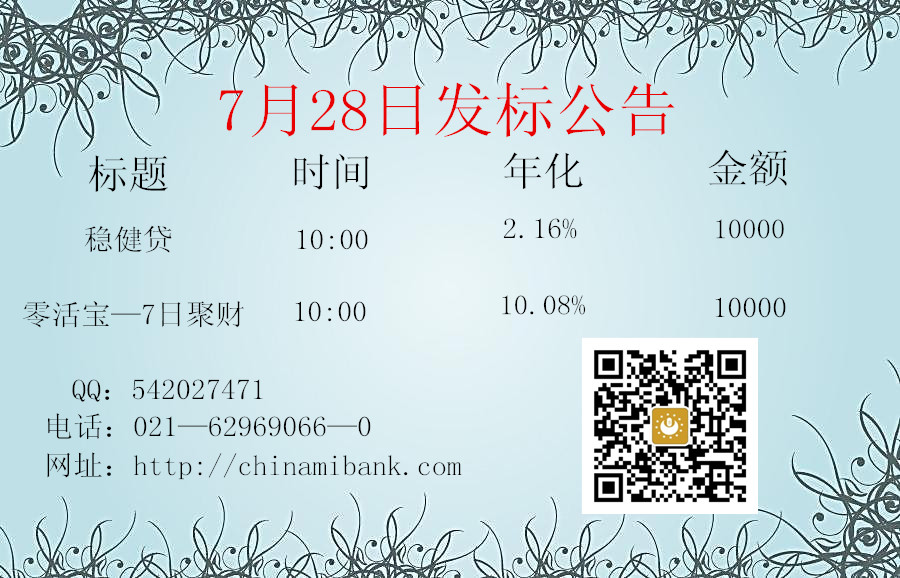 7月28日发标公告
标题 时间 年化 金额
稳健贷 10:00 2.16% 10000
零活宝—7日聚财 10:00 10.08% 10000
QQ：542027471
电话：021—62969066—0
网址：http://chinamibank.com